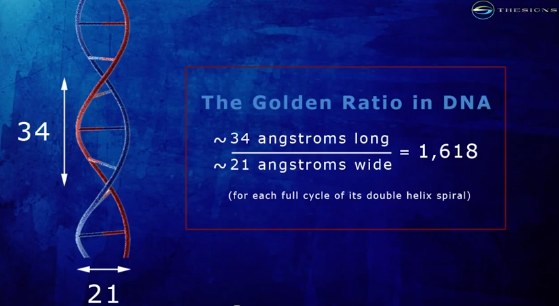 THESIGNS
The Golden Ratio in DNA
34
~ 34 angstroms long
~ 21 angstroms wide
= 1,618
(for each full cycle of its double helix spiral)
21